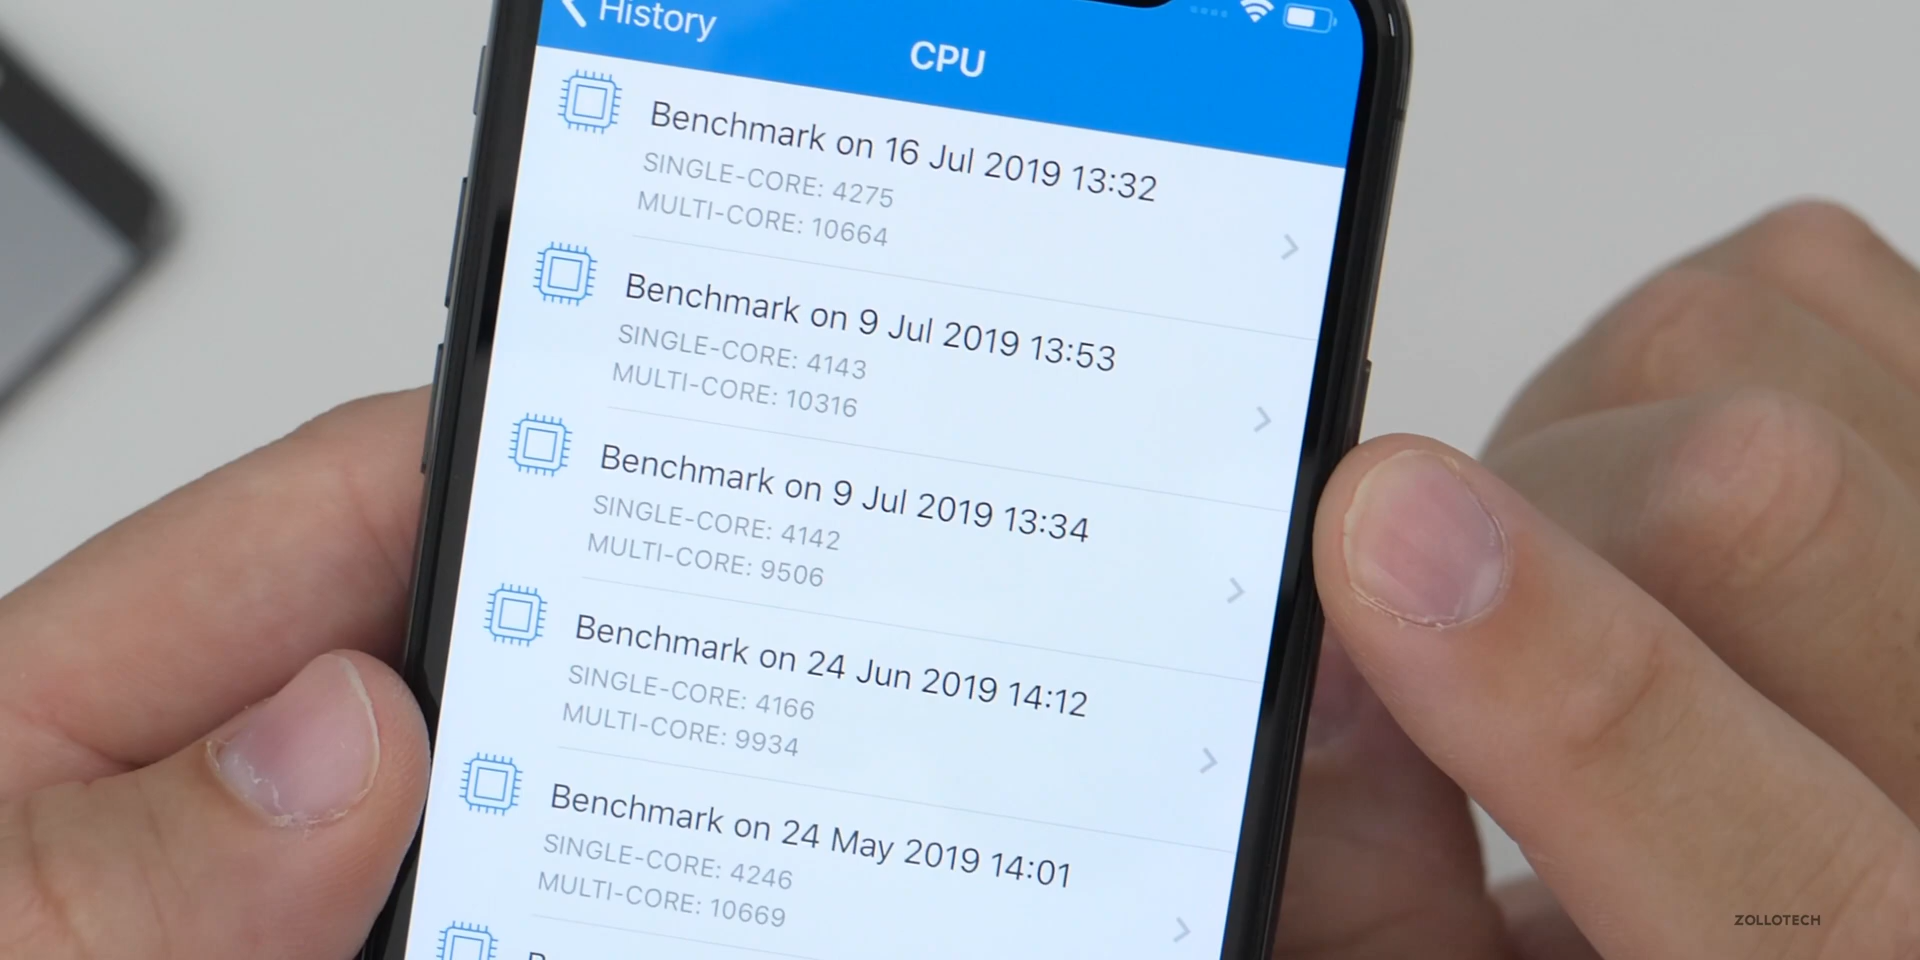 History
CPU
Benchmark on 16 Jul 2019 13:32
SINGLE-CORE: 4275
MULTI-CORE: 10664
Benchmark on 9 Jul 2019 13:53
SINGLE-CORE: 4143
MULTI-CORE: 10316
Benchmark on 9 Jul 2019 13:34
SINGLE-CORE: 4142
MULTI-CORE: 9506
Benchmark on 24 Jun 2019 14:12
SINGLE-CORE: 4166
MULTI-CORE: 9934
Benchmark on 24 May 2019 14:01
SINGLE-CORE: 4246
MULTI-CORE: 10669
ZOLLOTECH